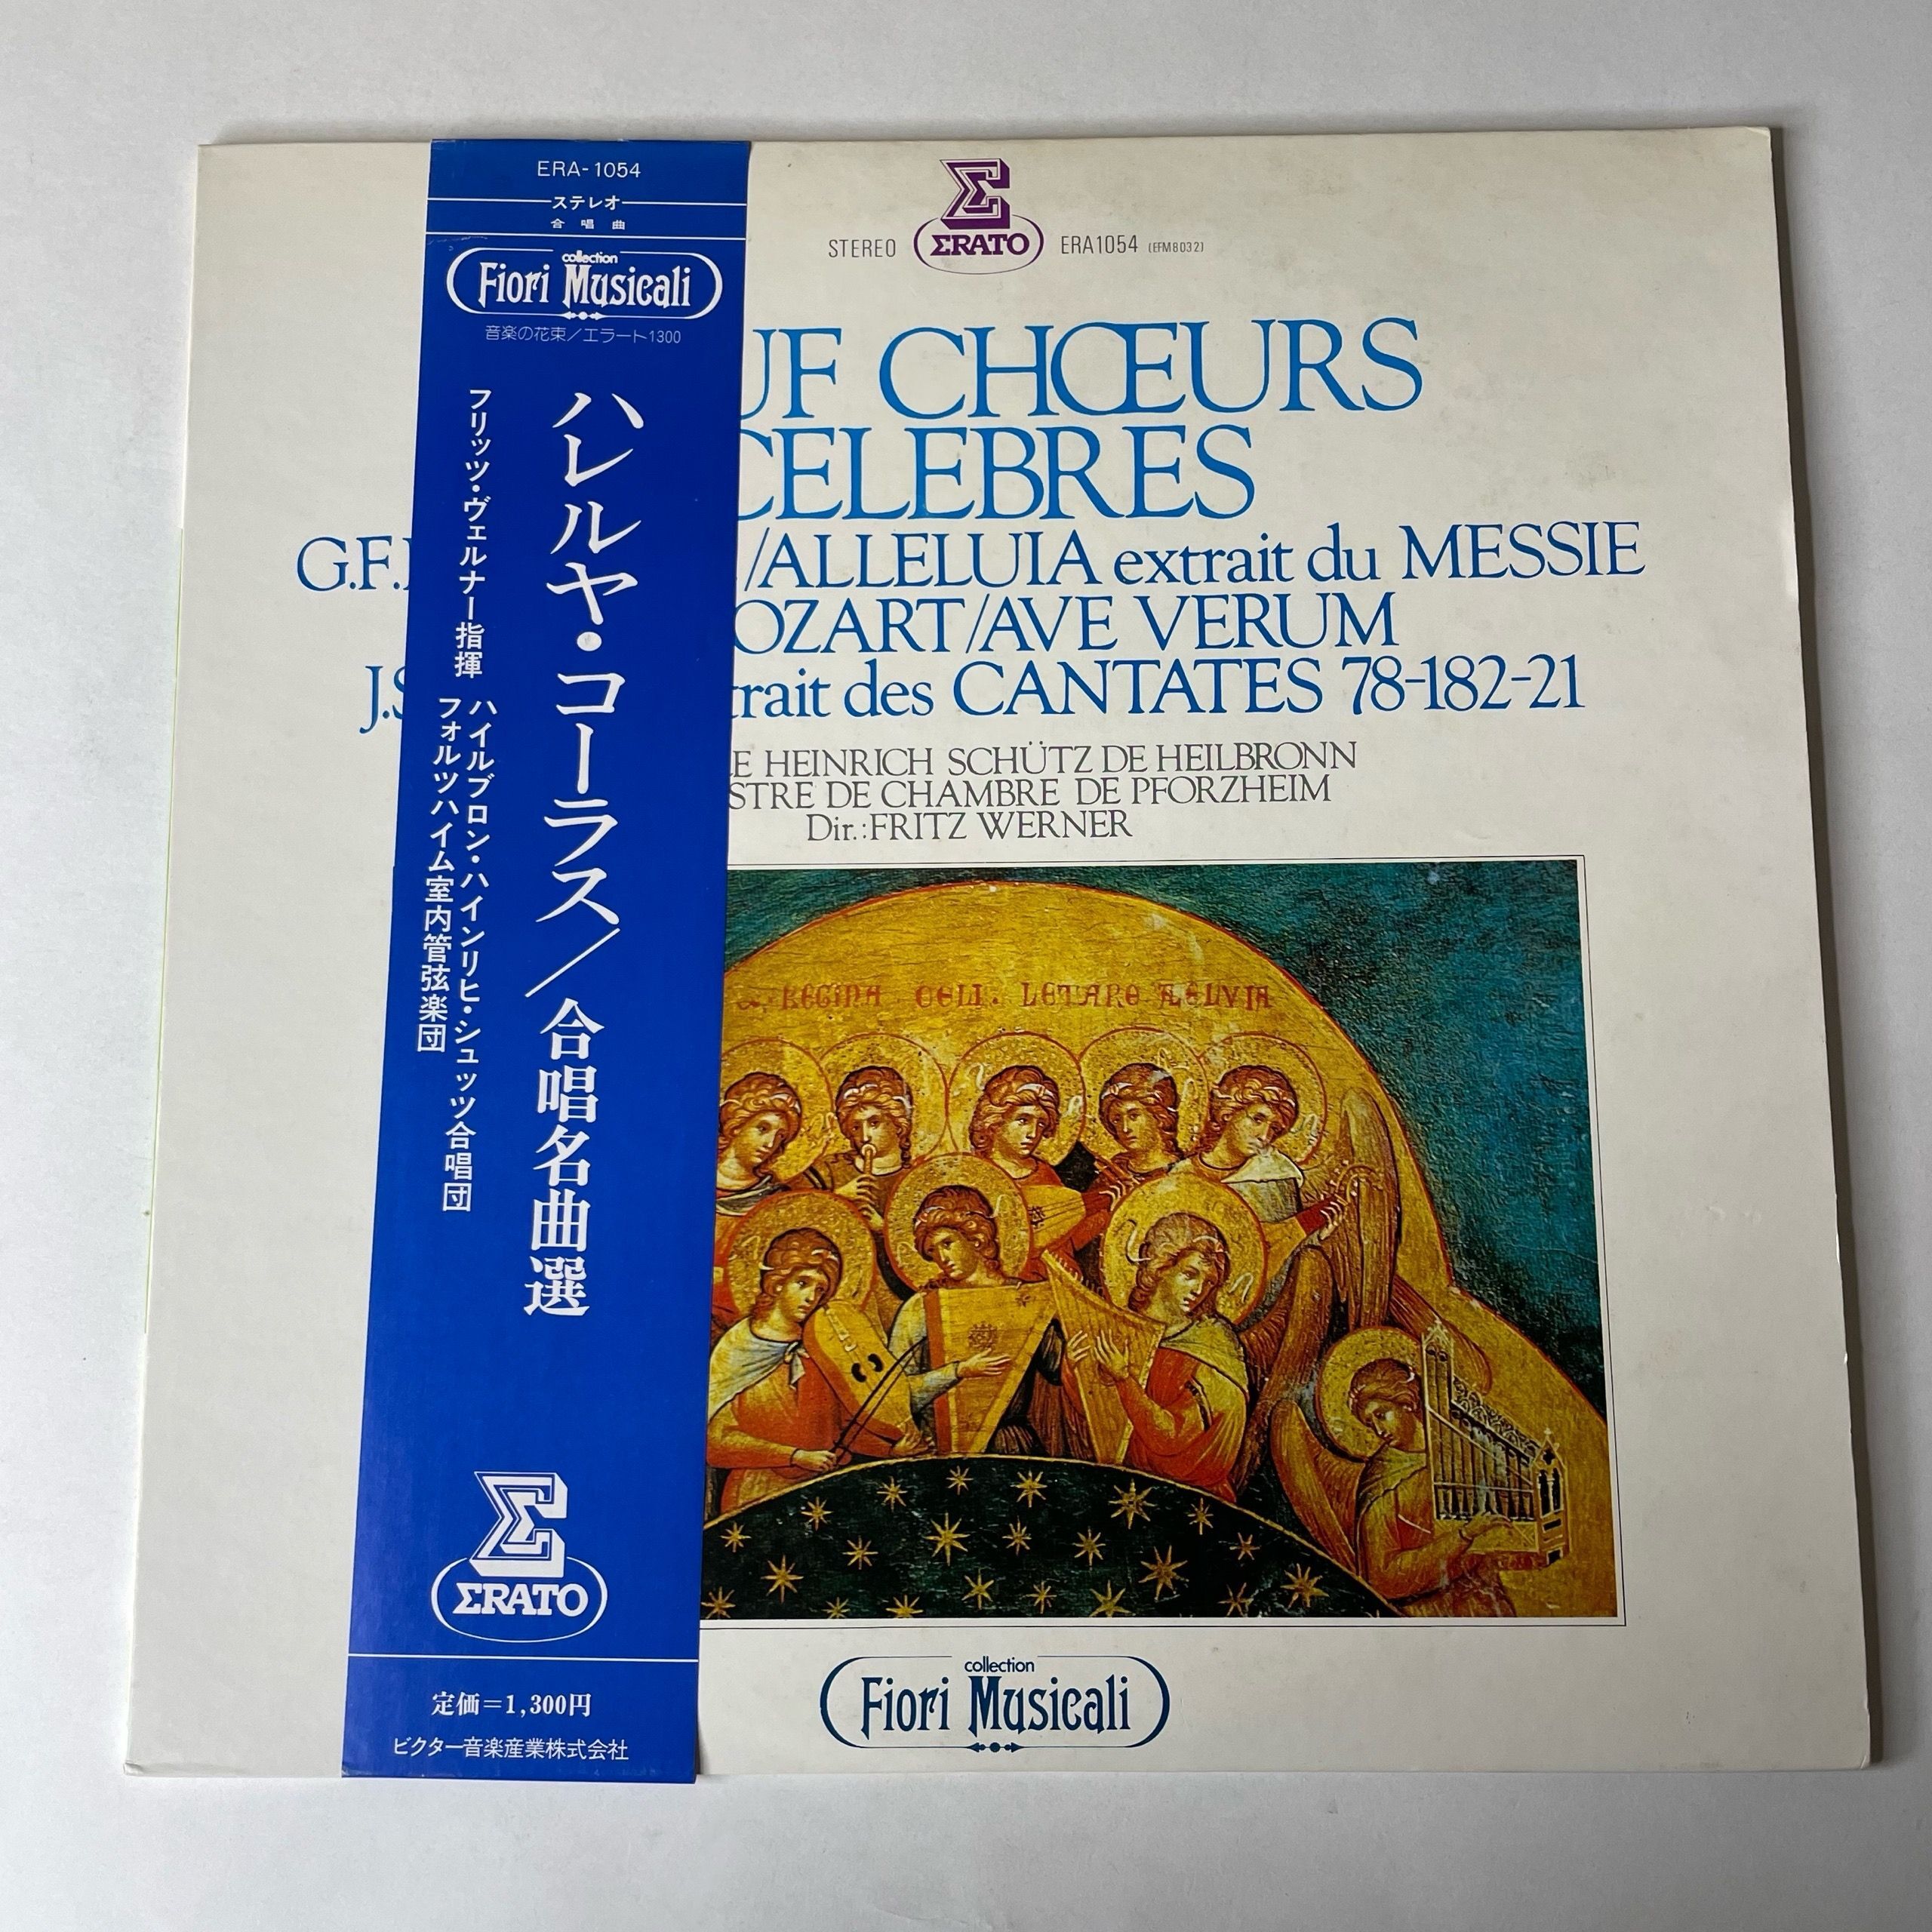 ERA-1054
ステレオ
合唱曲
collection
Fiori Musicali
音楽の花束/エラート1300
ハレルヤ・コーラス/合唱名曲選
フリッツ・ヴェルナー指揮
ハイルブロン・ハインリヒ・シュッツ合唱団
フォルツハイム室内管弦楽団
ΣRATO
定価=1,300円
ビクター音楽産業株式会社
STEREO ΣRATO ERA1054 (EFM8032)
UF CHŒURS
CELEBRES
G.F. /ALLELUIA extrait du MESSIE
OZART/AVE VERUM
J.S trait des CANTATES 78-182-21
LE HEINRICH SCHÜTZ DE HEILBRONN
STRE DE CHAMBRE DE PFORZHEIM
Dir.:FRITZ WERNER
REGINA CELI. LETARE ALELVIA
collection
Fiori Musicali